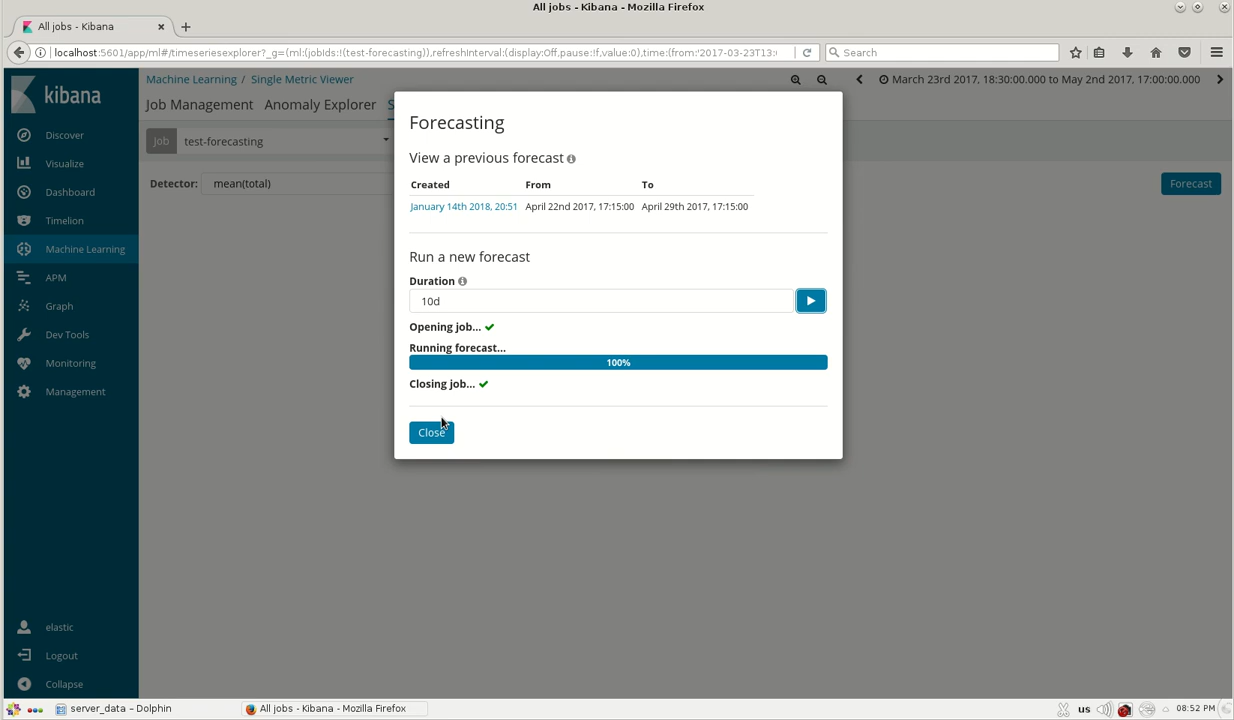 All jobs - Kibana - Mozilla Firefox
All jobs - Kibana
localhost:5601/app/ml#/timeseriesexplorer?_g=(ml:(jobIds:!(test-forecasting)),refreshInterval:(display:Off,pause:!f,value:0),time:(from:'2017-03-23T13:
Search
kibana
Machine Learning / Single Metric Viewer
March 23rd 2017, 18:30:00.000 to May 2nd 2017, 17:00:00.000
Job Management Anomaly Explorer S
Job test-forecasting
Detector: mean(total)
Forecast
Discover
Visualize
Dashboard
Timelion
Machine Learning
APM
Graph
Dev Tools
Monitoring
Management
elastic
Logout
Collapse
Forecasting
View a previous forecast
Created From To
January 14th 2018, 20:51 April 22nd 2017, 17:15:00 April 29th 2017, 17:15:00
Run a new forecast
Duration
10d
Opening job...
Running forecast...
100%
Closing job...
Close
server_data – Dolphin
All jobs - Kibana - Mozilla Firefox
us
08:52 PM